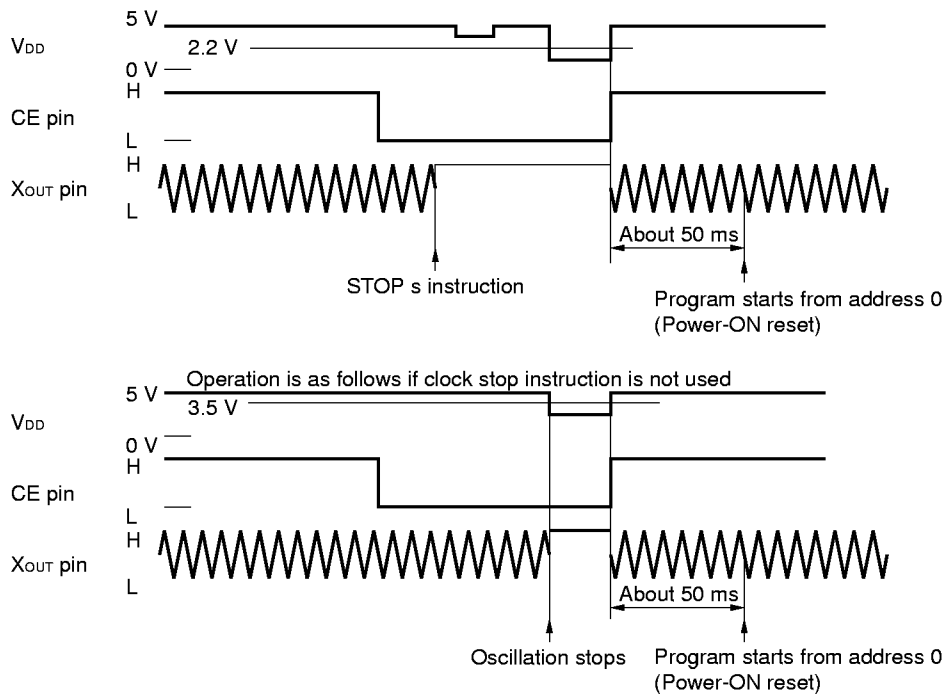 5 V
VDD
2.2 V
0 V
H
CE pin
L
H
XOUT pin
L
About 50 ms
STOP s instruction
Program starts from address 0
(Power-ON reset)
Operation is as follows if clock stop instruction is not used
5 V
3.5 V
VDD
0 V
H
CE pin
L
H
XOUT pin
L
About 50 ms
Oscillation stops
Program starts from address 0
(Power-ON reset)